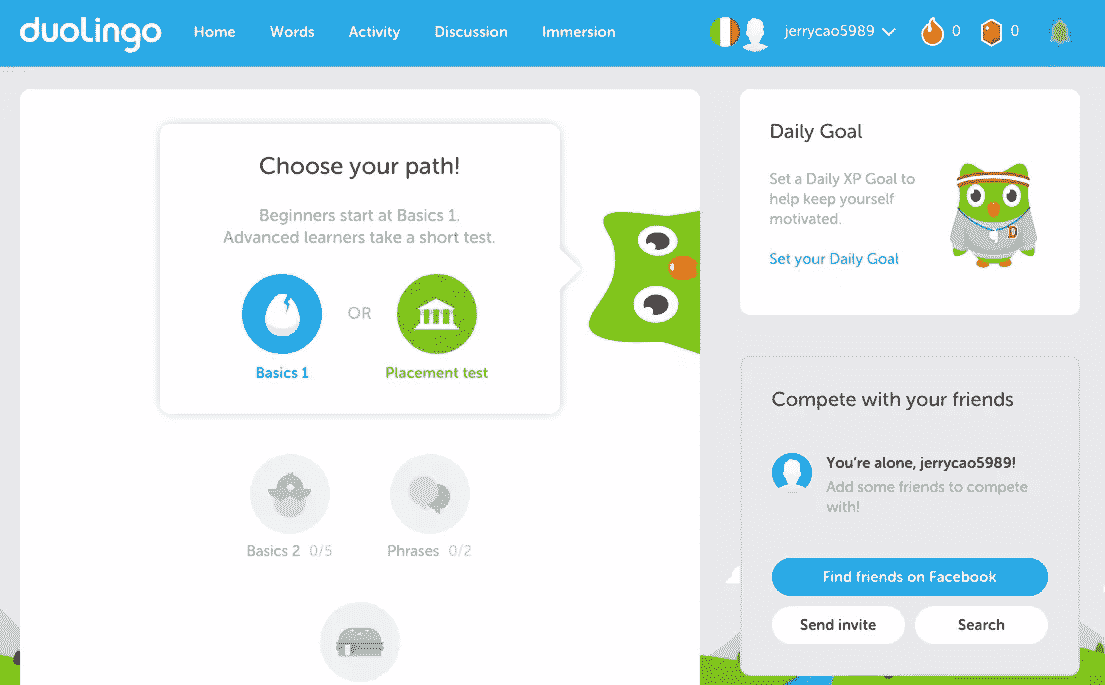 duolingo
Home Words Activity Discussion Immersion
jerrycao5989 0 0
Choose your path!
Beginners start at Basics 1.
Advanced learners take a short test.
OR
Basics 1 Placement test
Basics 2 0/5 Phrases 0/2
Daily Goal
Set a Daily XP Goal to
help keep yourself
motivated.
Set your Daily Goal
D
Compete with your friends
You're alone, jerrycao5989!
Add some friends to compete
with!
Find friends on Facebook
Send invite Search